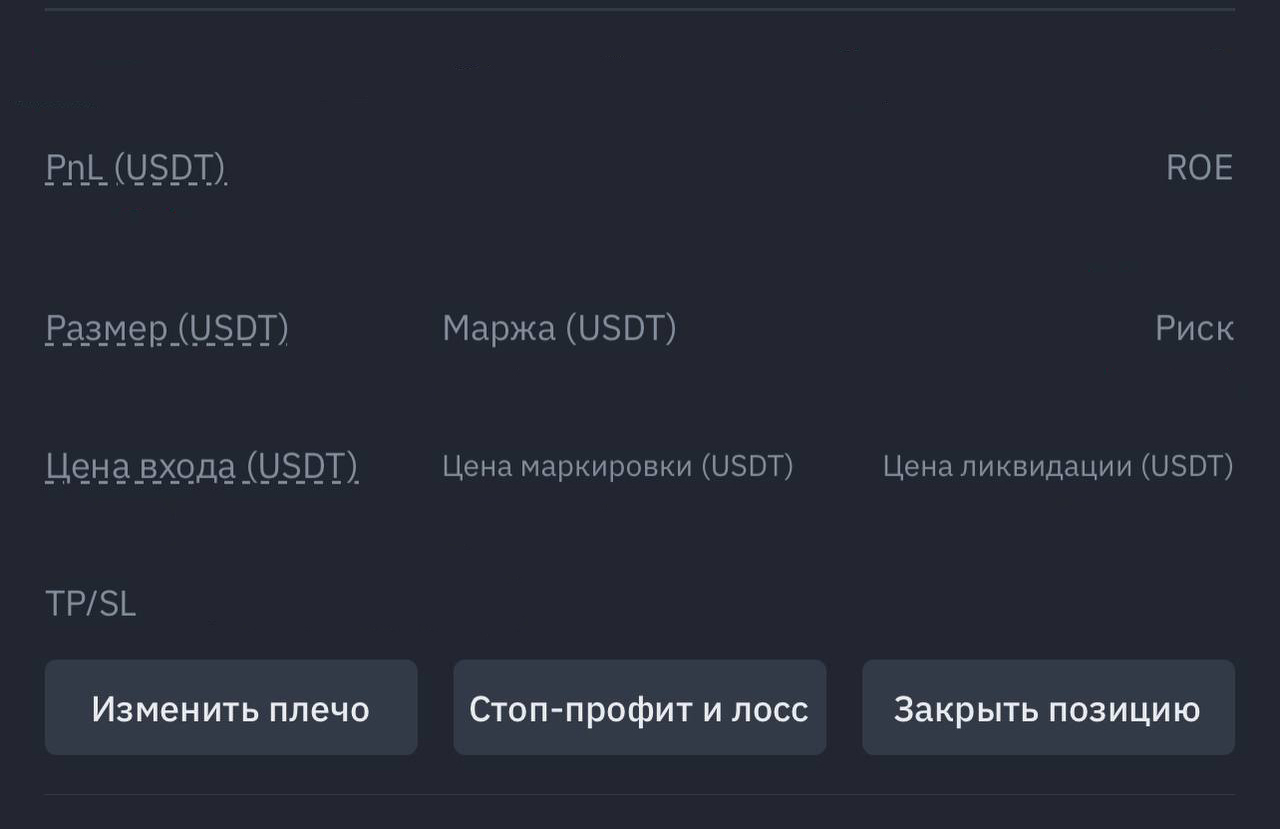 PnL (USDT) ROE
Размер (USDT) Маржа (USDT) Риск
Цена входа (USDT) Цена маркировки (USDT) Цена ликвидации (USDT)
TP/SL
Изменить плечо Стоп-профит и лосс Закрыть позицию